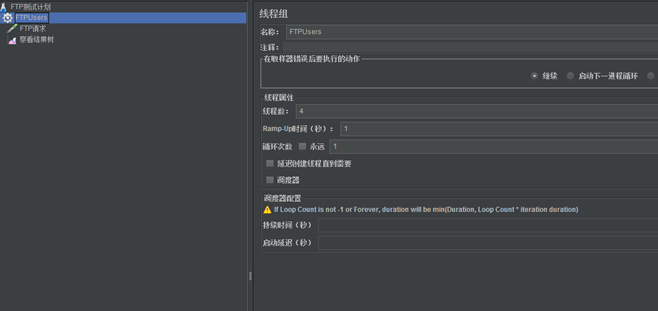 FTP测试计划
FTPUsers
FTP请求
察看结果树
线程组
名称： FTPUsers
注释：
在取样器错误后要执行的动作
继续 启动下一进程循环
线程属性
线程数： 4
Ramp-Up时间（秒）： 1
循环次数 永远 1
延迟创建线程直到需要
调度器
调度器配置
If Loop Count is not -1 or Forever, duration will be min(Duration, Loop Count * iteration duration)
持续时间（秒）
启动延迟（秒）